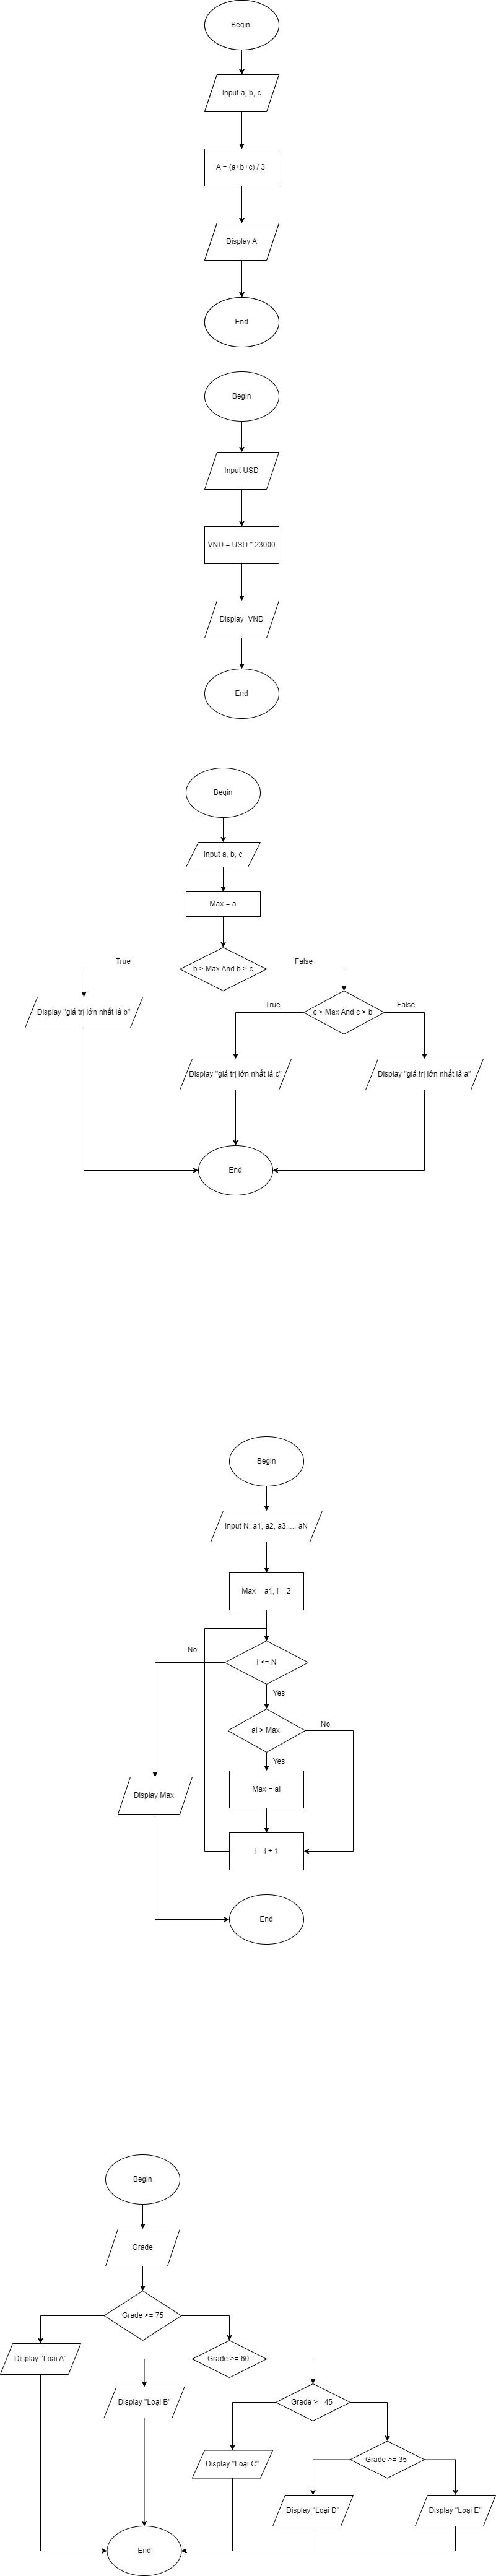 Begin
Input a, b, c
A = (a+b+c) / 3
Display A
End
Begin
Input USD
VND = USD * 23000
Display  VND
End
Begin
Input a, b, c
Max = a
b > Max And b > c
True
False
Display "giá trị lớn nhất là b"
c > Max And c > b
True
False
Display "giá trị lớn nhất là c"
Display "giá trị lớn nhất là a"
End
Begin
Input N; a1, a2, a3,..., aN
Max = a1, i = 2
i <= N
No
Yes
ai > Max
No
Yes
Display Max
Max = ai
i = i + 1
End
Begin
Grade
Grade >= 75
Display "Loại A"
Grade >= 60
Display "Loại B"
Grade >= 45
Display "Loại C"
Grade >= 35
Display "Loại D"
Display "Loại E"
End